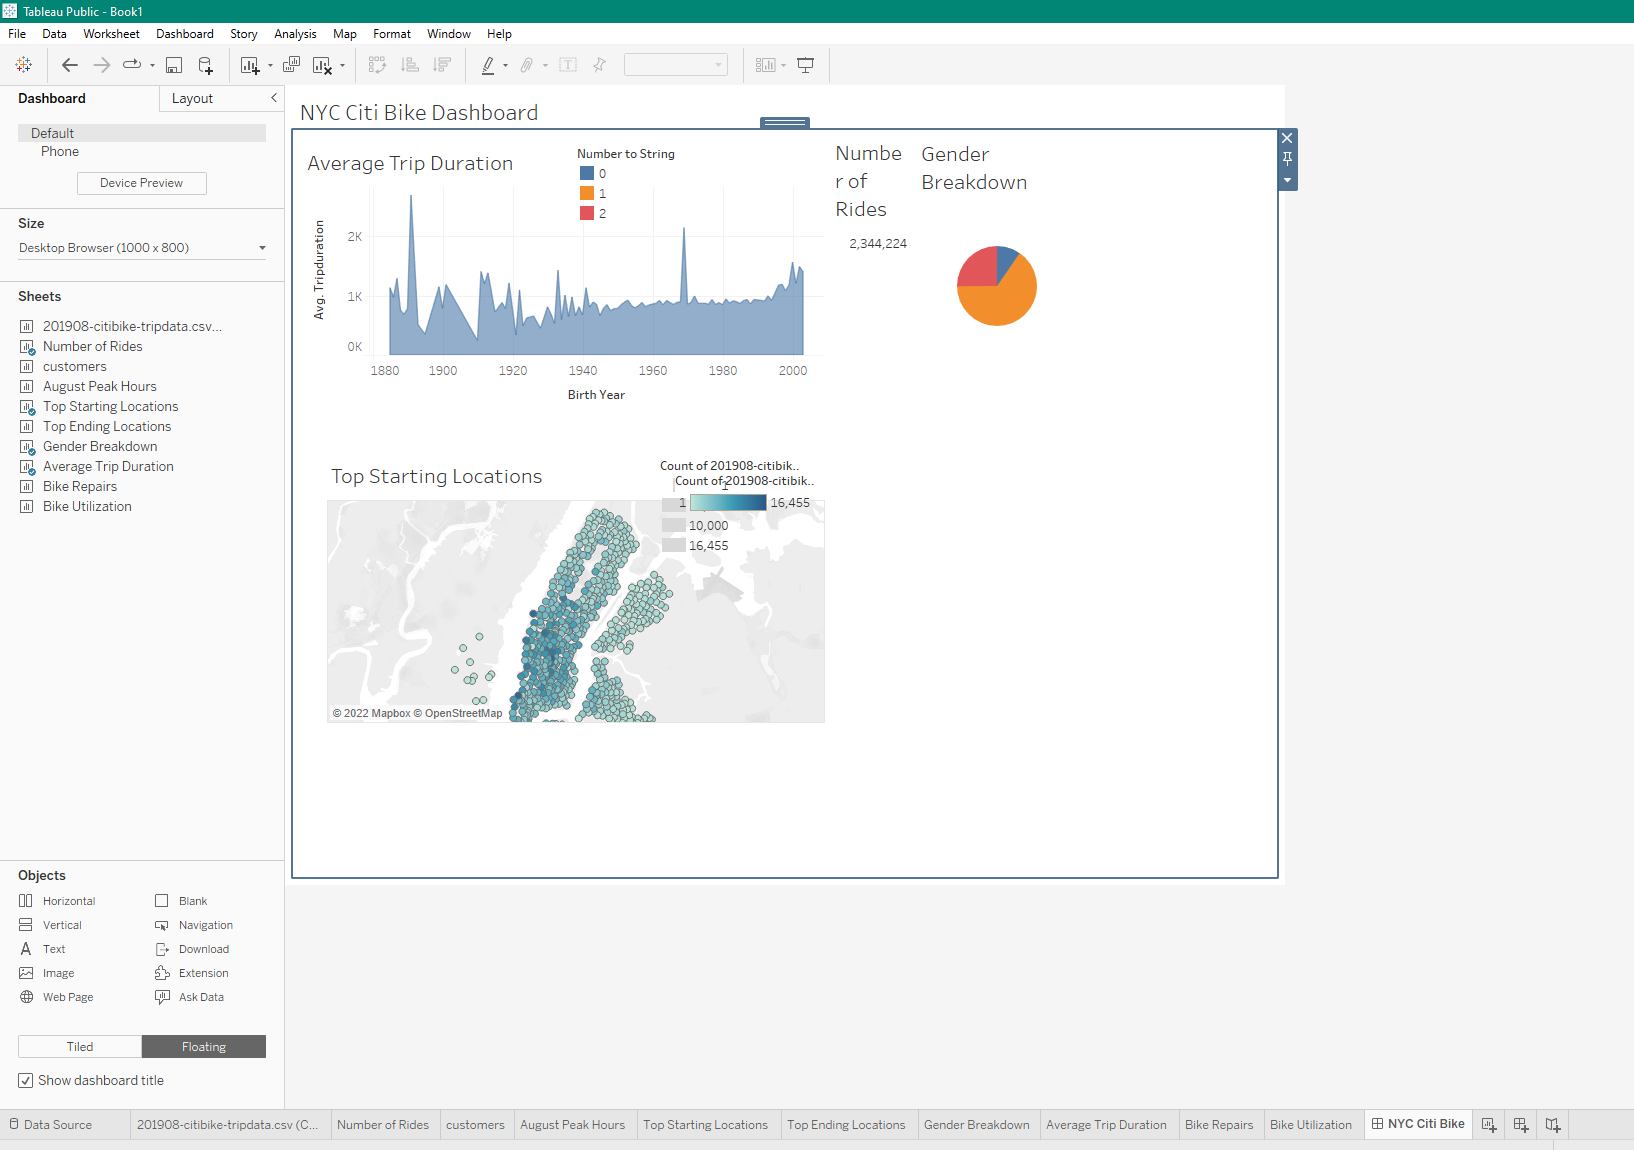 Tableau Public - Book1
File Data Worksheet Dashboard Story Analysis Map Format Window Help
Dashboard Layout
Default
Phone
Device Preview
Size
Desktop Browser (1000 x 800)
Sheets
201908-citibike-tripdata.csv...
Number of Rides
customers
August Peak Hours
Top Starting Locations
Top Ending Locations
Gender Breakdown
Average Trip Duration
Bike Repairs
Bike Utilization
Objects
Horizontal Blank
Vertical Navigation
Text Download
Image Extension
Web Page Ask Data
Tiled Floating
Show dashboard title
NYC Citi Bike Dashboard
Average Trip Duration
Avg. Tripduration
2K
1K
0K
1880 1900 1920 1940 1960 1980 2000
Birth Year
Number to String
0
1
2
Numbe
r of
Rides
2,344,224
Gender
Breakdown
Top Starting Locations
Count of 201908-citibik..
Count of 201908-citibik..
1 16,455
10,000
16,455
© 2022 Mapbox © OpenStreetMap
Data Source 201908-citibike-tripdata.csv (C... Number of Rides customers August Peak Hours Top Starting Locations Top Ending Locations Gender Breakdown Average Trip Duration Bike Repairs Bike Utilization NYC Citi Bike